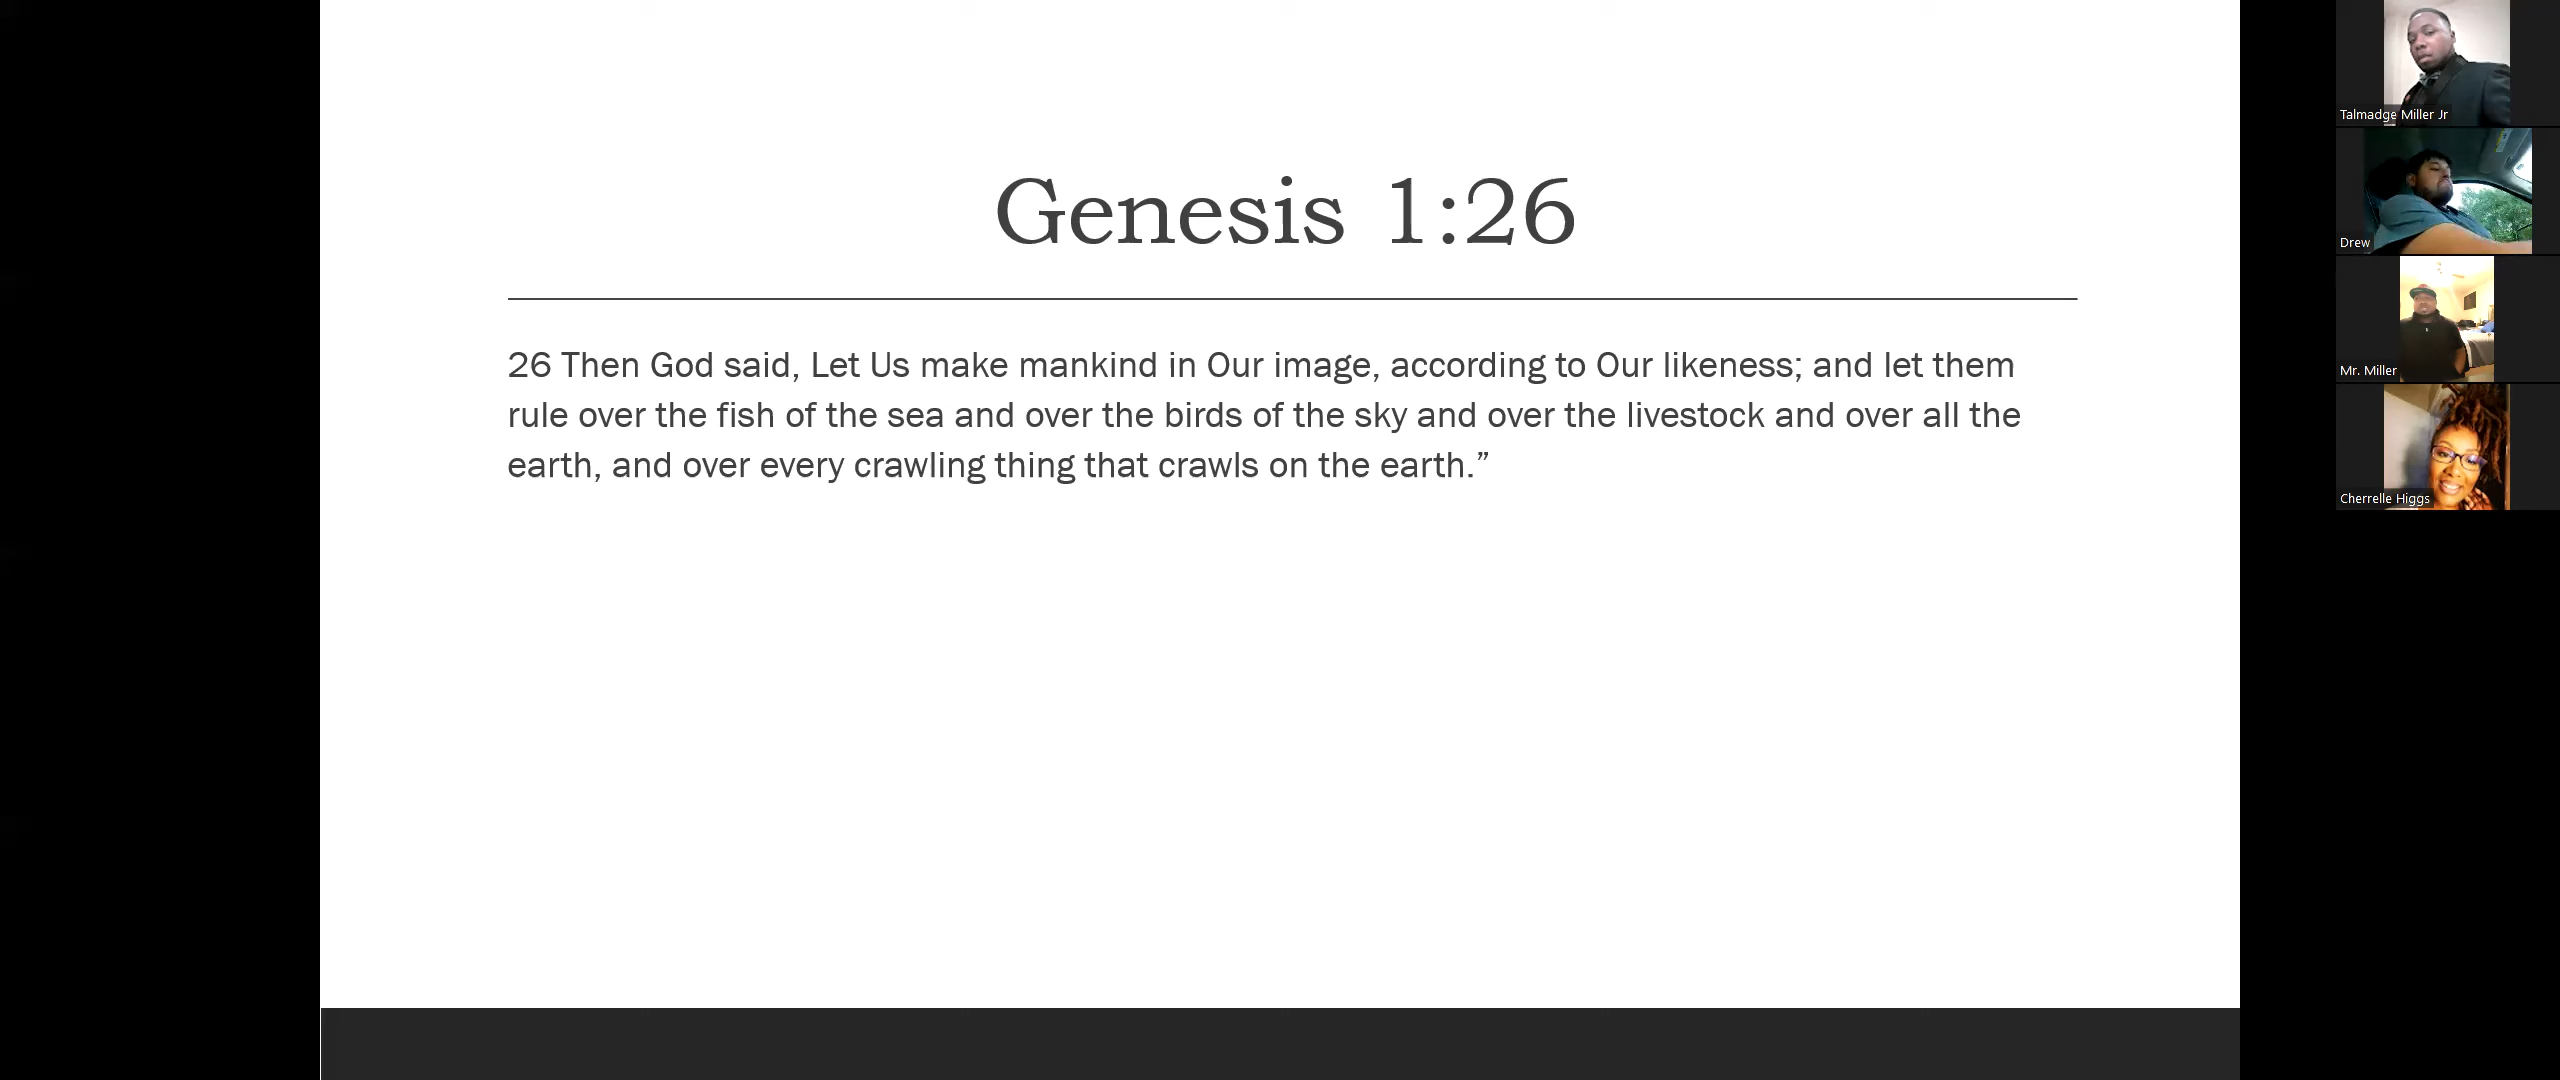 Genesis 1:26
26 Then God said, Let Us make mankind in Our image, according to Our likeness; and let them
rule over the fish of the sea and over the birds of the sky and over the livestock and over all the
earth, and over every crawling thing that crawls on the earth.”
Talmadge Miller Jr
Drew
Mr. Miller
Cherrelle Higgs